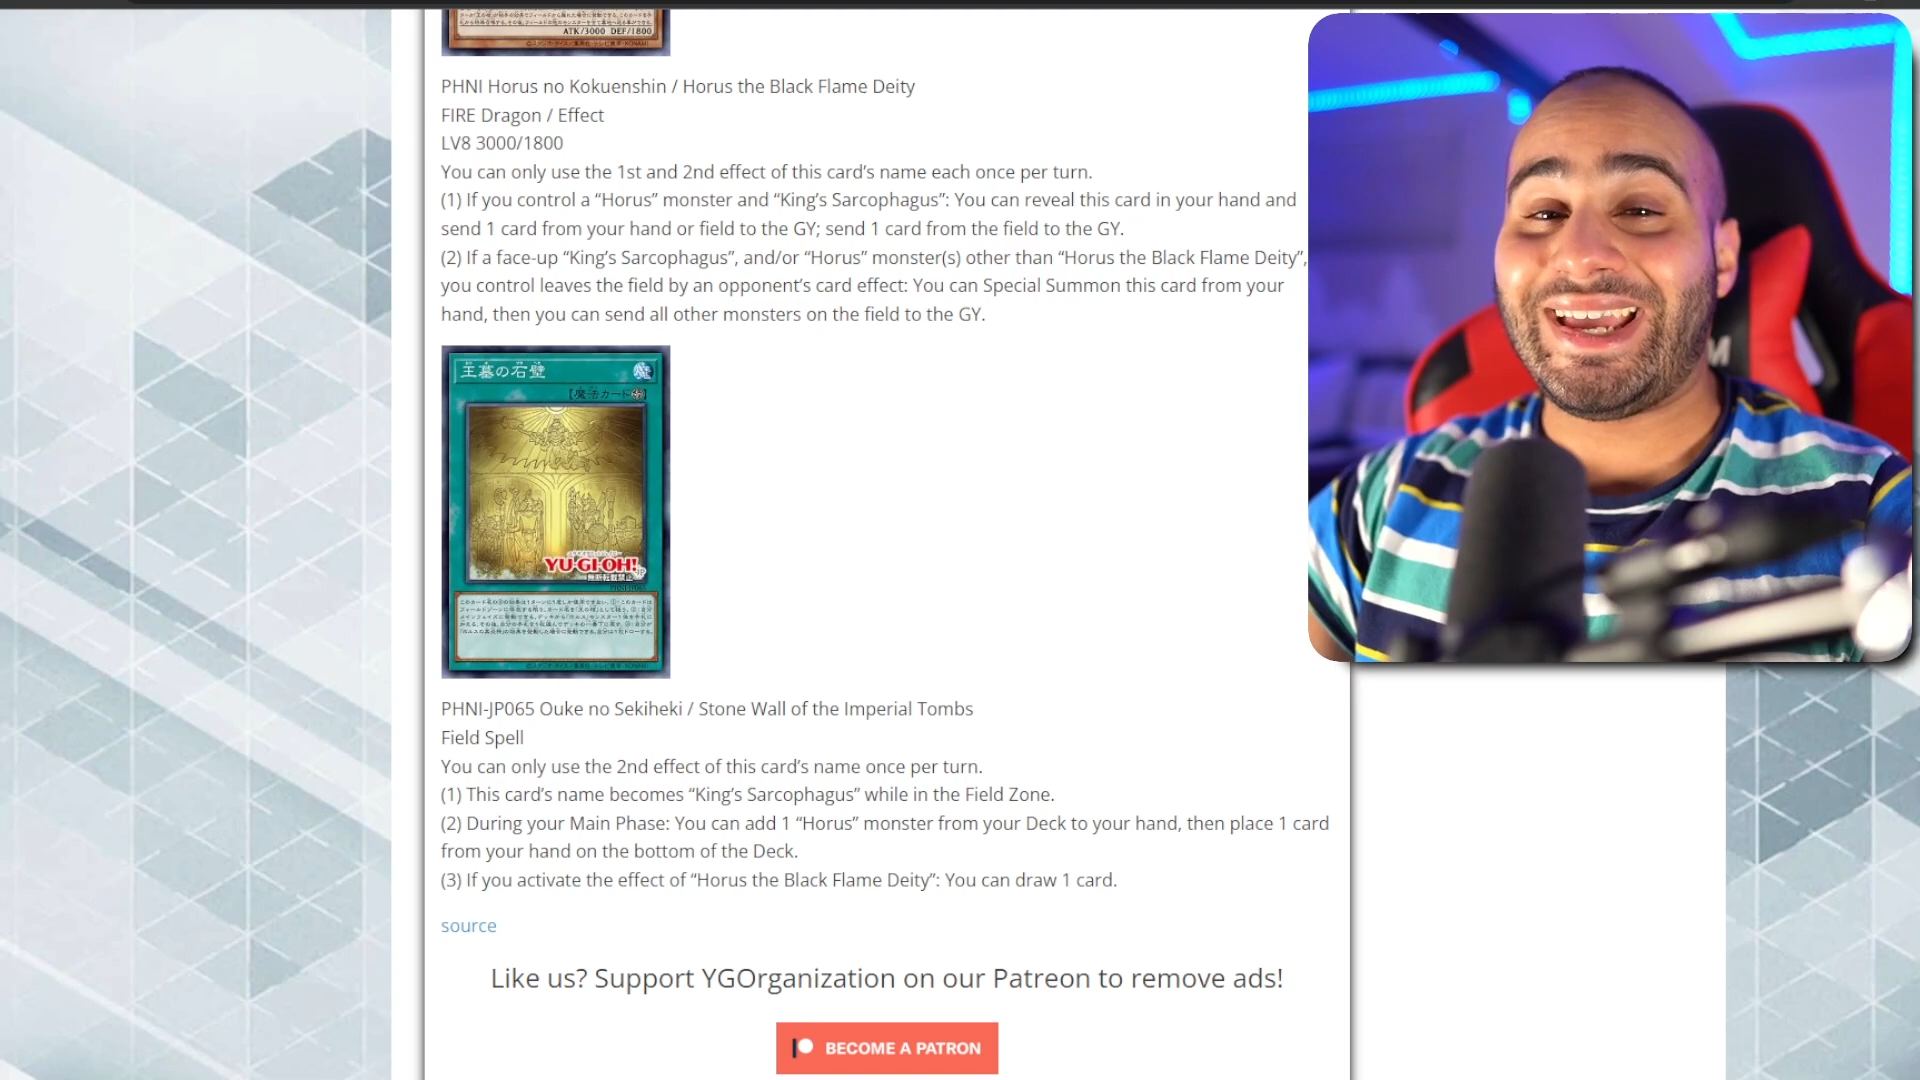 ATK/3000 DEF/1800
PHNI Horus no Kokuenshin / Horus the Black Flame Deity
FIRE Dragon / Effect
LV8 3000/1800
You can only use the 1st and 2nd effect of this card’s name each once per turn.
(1) If you control a “Horus” monster and “King’s Sarcophagus”: You can reveal this card in your hand and
send 1 card from your hand or field to the GY; send 1 card from the field to the GY.
(2) If a face-up “King’s Sarcophagus”, and/or “Horus” monster(s) other than “Horus the Black Flame Deity”,
you control leaves the field by an opponent’s card effect: You can Special Summon this card from your
hand, then you can send all other monsters on the field to the GY.
王墓の石壁
【魔法カード】
YU-GI-OH!
無断転載禁止
PHNI-JP065 Ouke no Sekiheki / Stone Wall of the Imperial Tombs
Field Spell
You can only use the 2nd effect of this card’s name once per turn.
(1) This card’s name becomes “King’s Sarcophagus” while in the Field Zone.
(2) During your Main Phase: You can add 1 “Horus” monster from your Deck to your hand, then place 1 card
from your hand on the bottom of the Deck.
(3) If you activate the effect of “Horus the Black Flame Deity”: You can draw 1 card.
source
Like us? Support YGOrganization on our Patreon to remove ads!
BECOME A PATRON